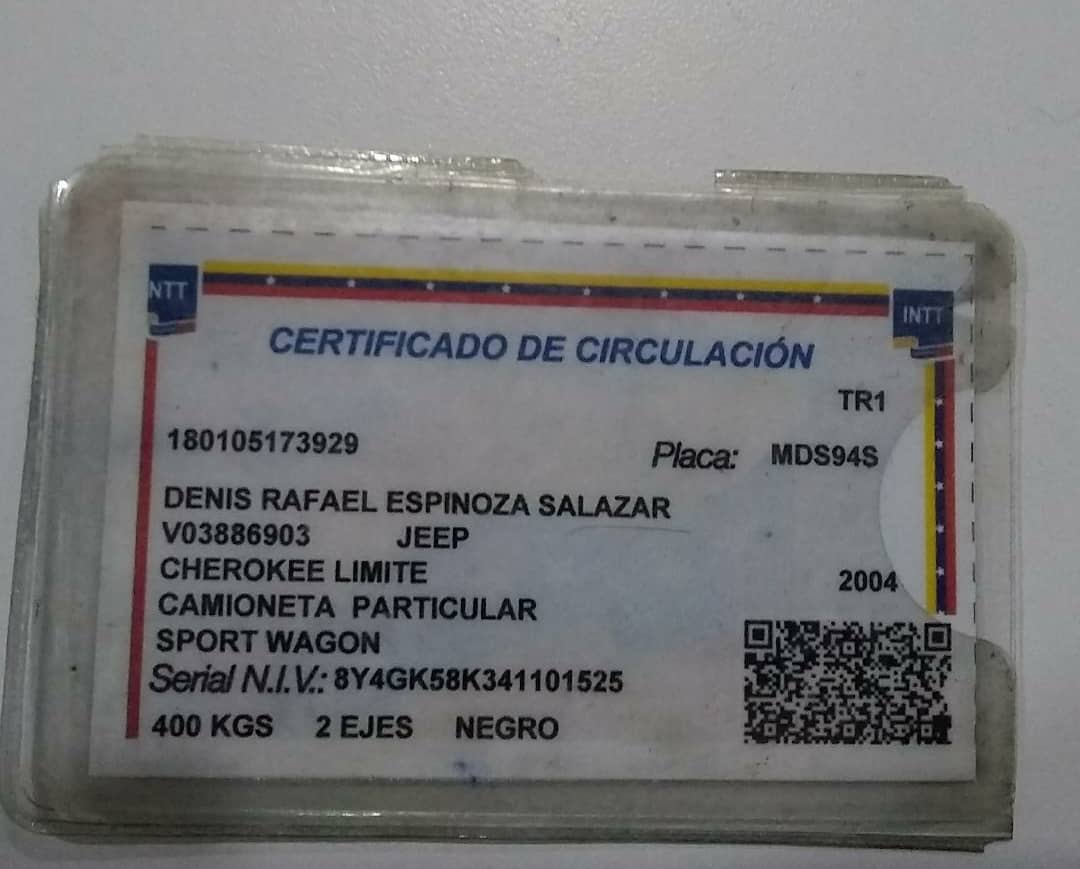 NTT
INTT
CERTIFICADO DE CIRCULACIÓN
TR1
180105173929 Placa: MDS94S
DENIS RAFAEL ESPINOZA SALAZAR
V03886903 JEEP
CHEROKEE LIMITE 2004
CAMIONETA PARTICULAR
SPORT WAGON
Serial N.I.V.: 8Y4GK58K341101525
400 KGS 2 EJES NEGRO